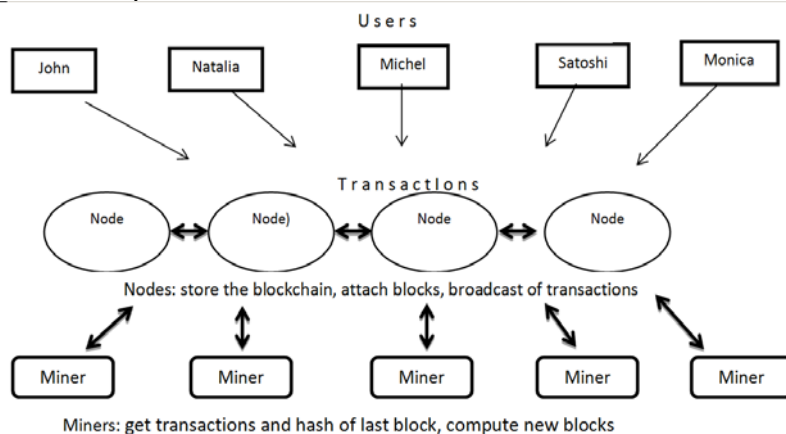 Users
John Natalia Michel Satoshi Monica
TransactIons
Node Node) Node Node
Nodes: store the blockchain, attach blocks, broadcast of transactions
Miner Miner Miner Miner Miner
Miners: get transactions and hash of last block, compute new blocks